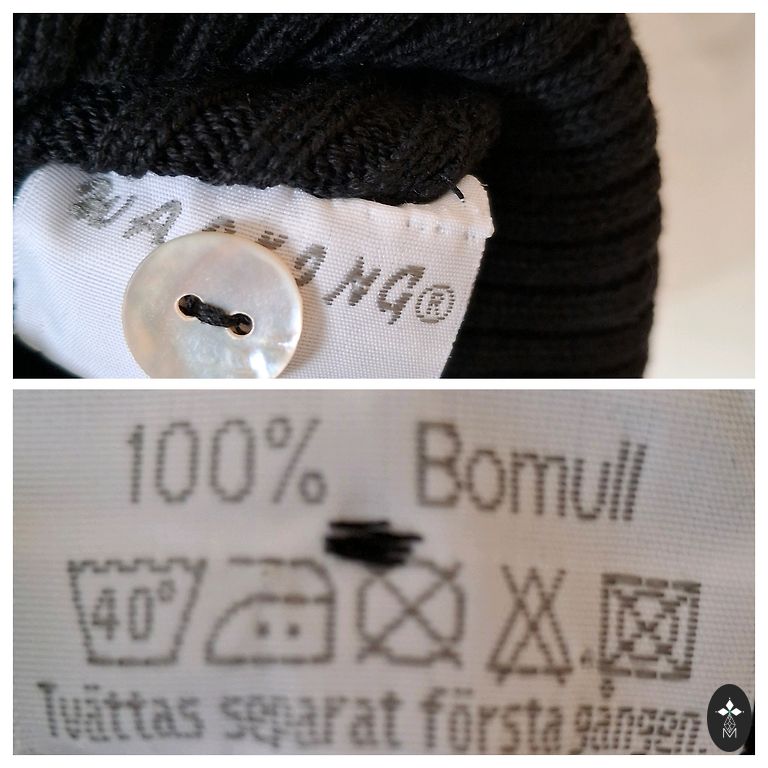 100% Bomull
40°
Tvättas separat första gången.
M